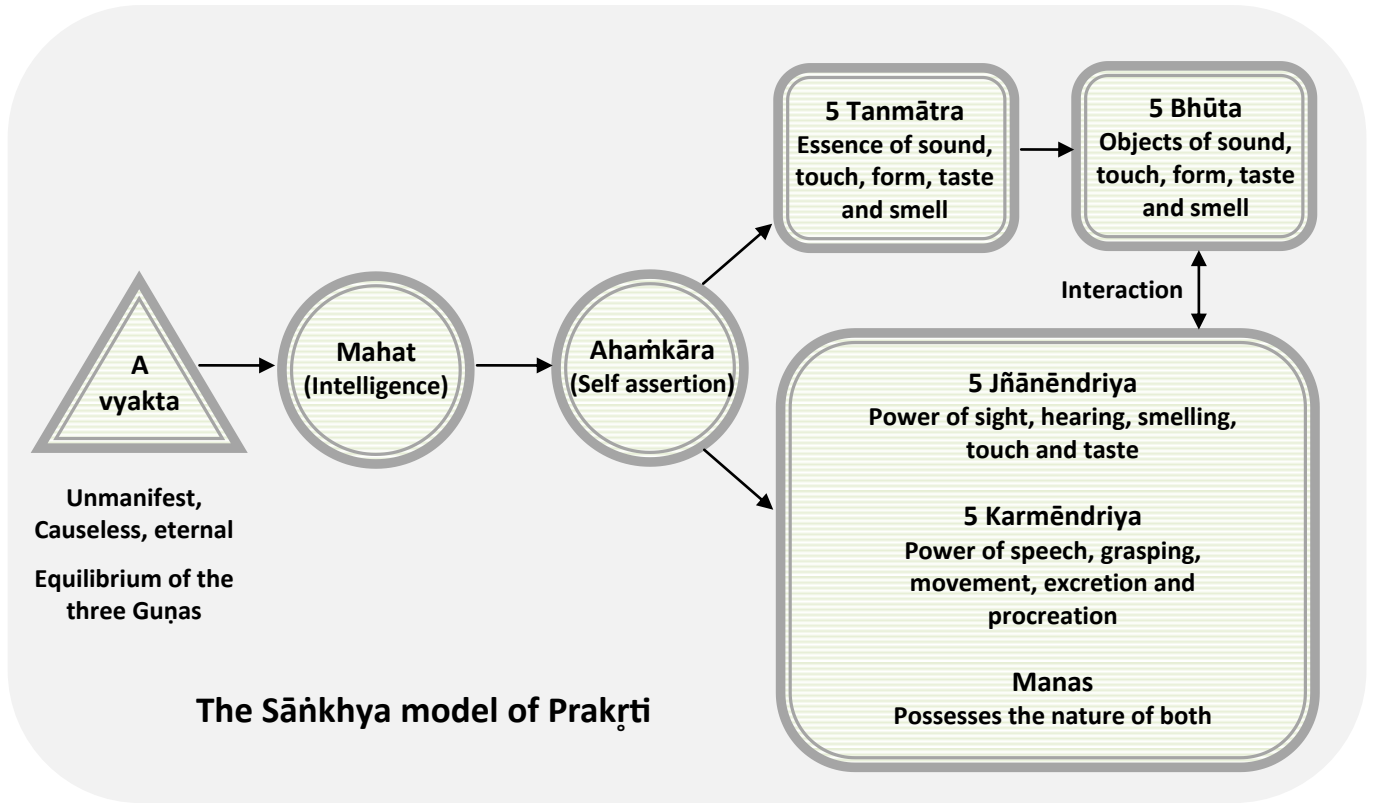 A
vyakta
Unmanifest,
Causeless, eternal
Equilibrium of the
three Guṇas
Mahat
(Intelligence)
Ahaṁkāra
(Self assertion)
5 Tanmātra
Essence of sound,
touch, form, taste
and smell
5 Bhūta
Objects of sound,
touch, form, taste
and smell
Interaction
5 Jñānēndriya
Power of sight, hearing, smelling,
touch and taste
5 Karmēndriya
Power of speech, grasping,
movement, excretion and
procreation
Manas
Possesses the nature of both
The Sāṅkhya model of Prakr̥ti